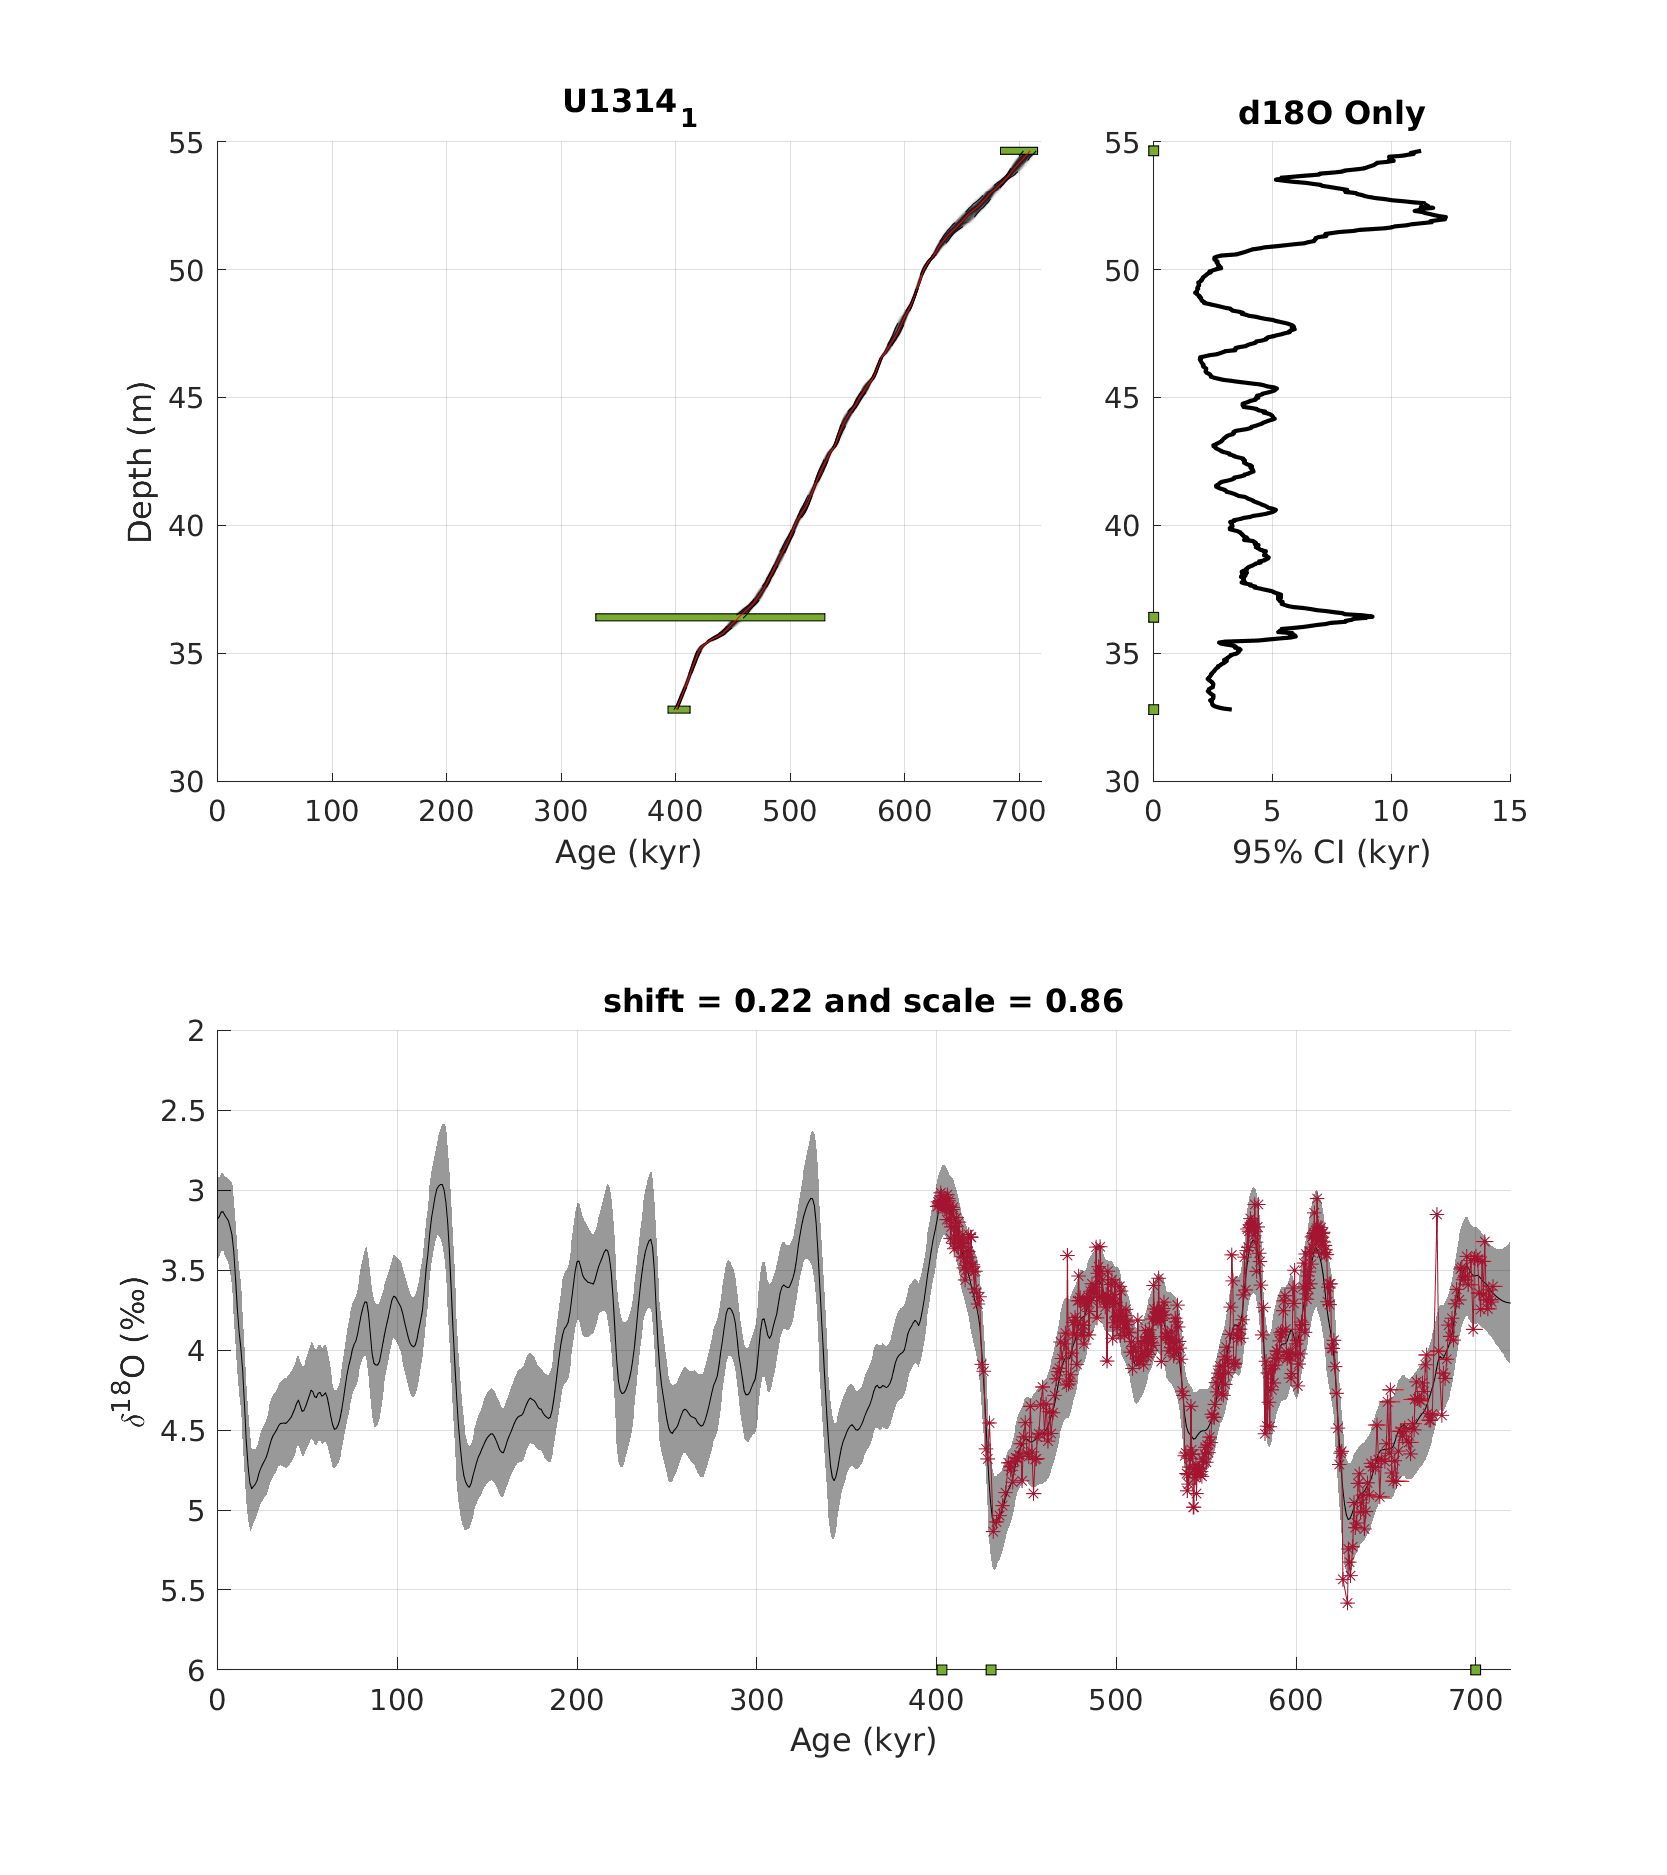 U1314₁
55
50
45
40
35
30
0 100 200 300 400 500 600 700
Depth (m)
Age (kyr)
d18O Only
55
50
45
40
35
30
0 5 10 15
95% CI (kyr)
shift = 0.22 and scale = 0.86
2
2.5
3
3.5
4
4.5
5
5.5
6
0 100 200 300 400 500 600 700
δ¹⁸O (‰)
Age (kyr)